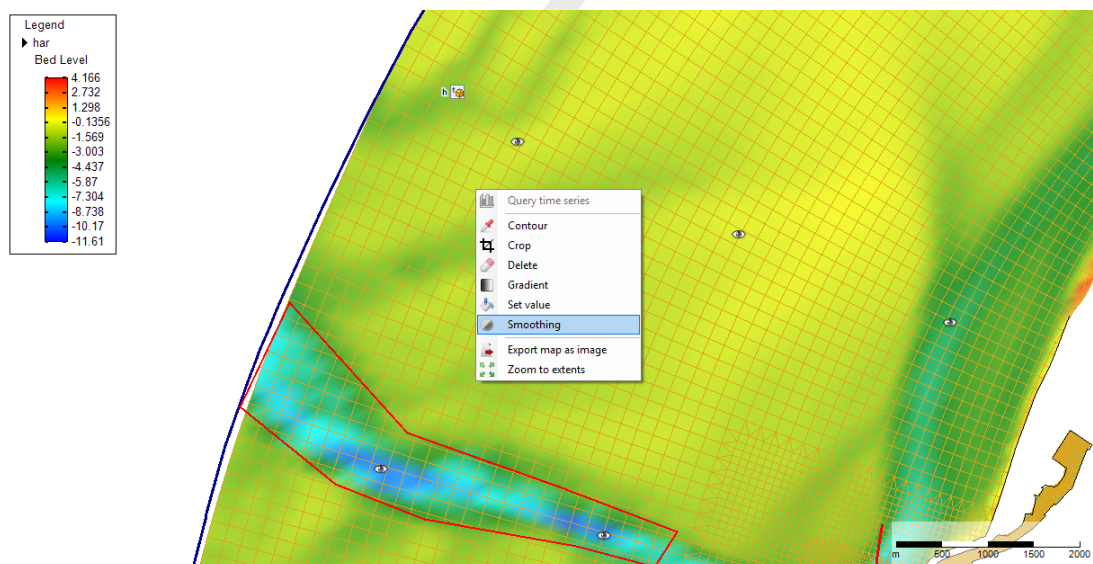 Legend
har
Bed Level
4.166
2.732
1.298
-0.1356
-1.569
-3.003
-4.437
-5.87
-7.304
-8.738
-10.17
-11.61
h
Query time series
Contour
Crop
Delete
Gradient
Set value
Smoothing
Export map as image
Zoom to extents
m 500 1000 1500 2000